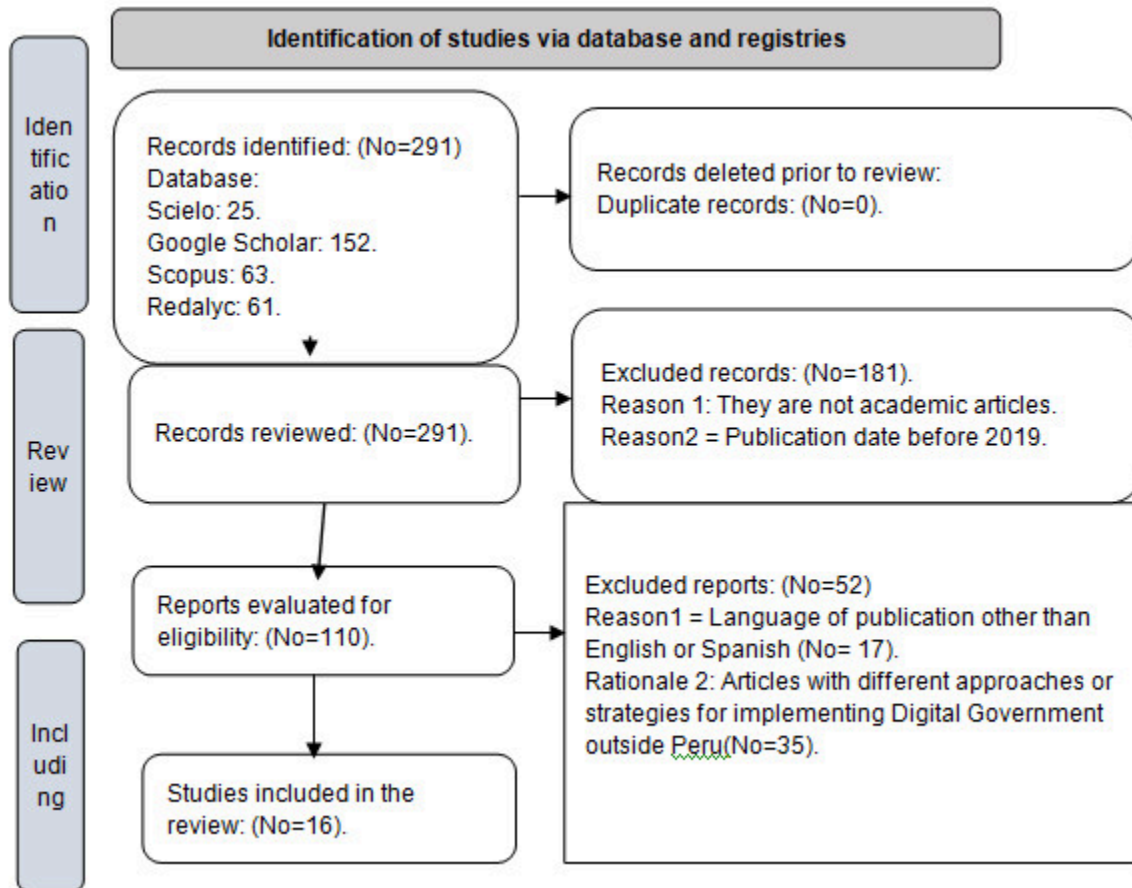 Identification of studies via database and registries
Iden
tific
atio
n
Records identified: (No=291)
Database:
Scielo: 25.
Google Scholar: 152.
Scopus: 63.
Redalyc: 61.
Records deleted prior to review:
Duplicate records: (No=0).
Rev
iew
Records reviewed: (No=291).
Excluded records: (No=181).
Reason 1: They are not academic articles.
Reason2 = Publication date before 2019.
Reports evaluated for
eligibility: (No=110).
Excluded reports: (No=52)
Reason1 = Language of publication other than
English or Spanish (No= 17).
Rationale 2: Articles with different approaches or
strategies for implementing Digital Government
outside Peru(No=35).
Incl
udi
ng
Studies included in the
review: (No=16).